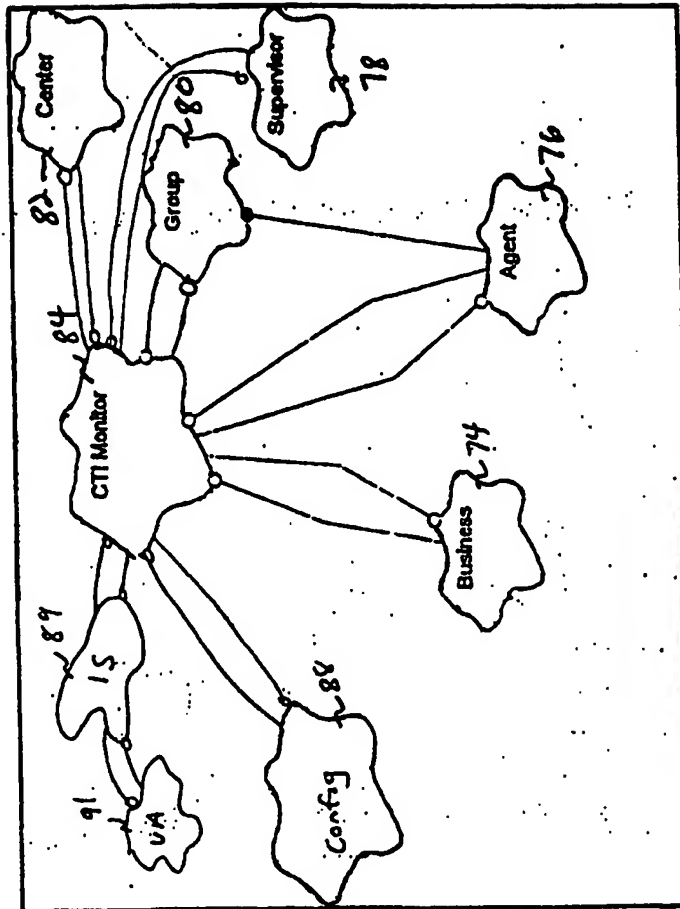 Center
82
Supervisor
78
80
Group
84
CTI Monitor
Agent
76
Business
74
IS
89
UA
91
Config
88